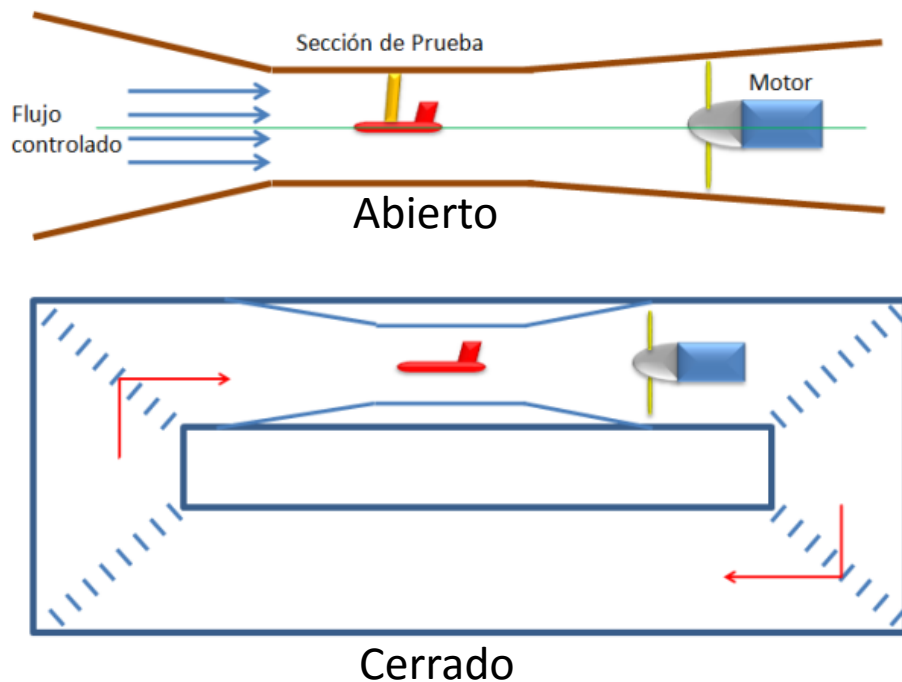 Sección de Prueba
Motor
Flujo
controlado
Abierto
Cerrado